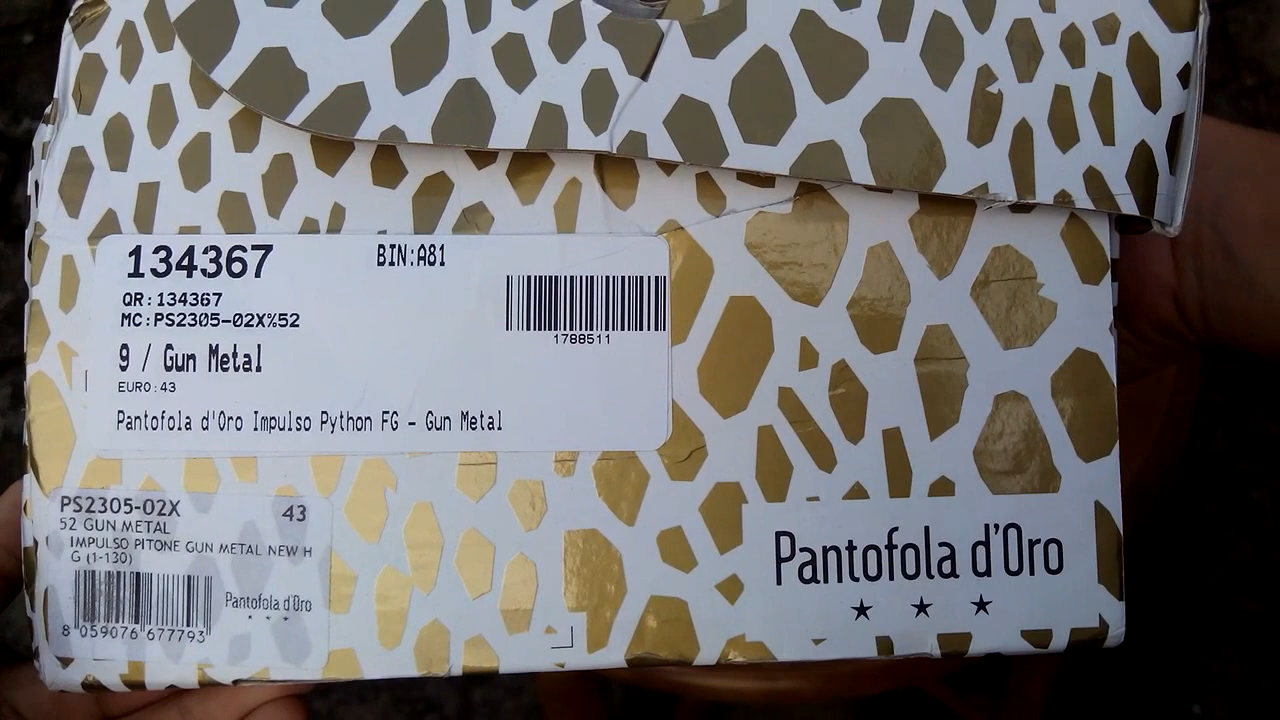 134367
BIN:A81
QR:134367
MC:PS2305-02X%52
1788511
9 / Gun Metal
EURO:43
Pantofola d'Oro Impulso Python FG - Gun Metal
PS2305-02X 43
52 GUN METAL
IMPULSO PITONE GUN METAL NEW H
G (1-130)
Pantofola d'Oro
8 059076 677793
Pantofola d'Oro